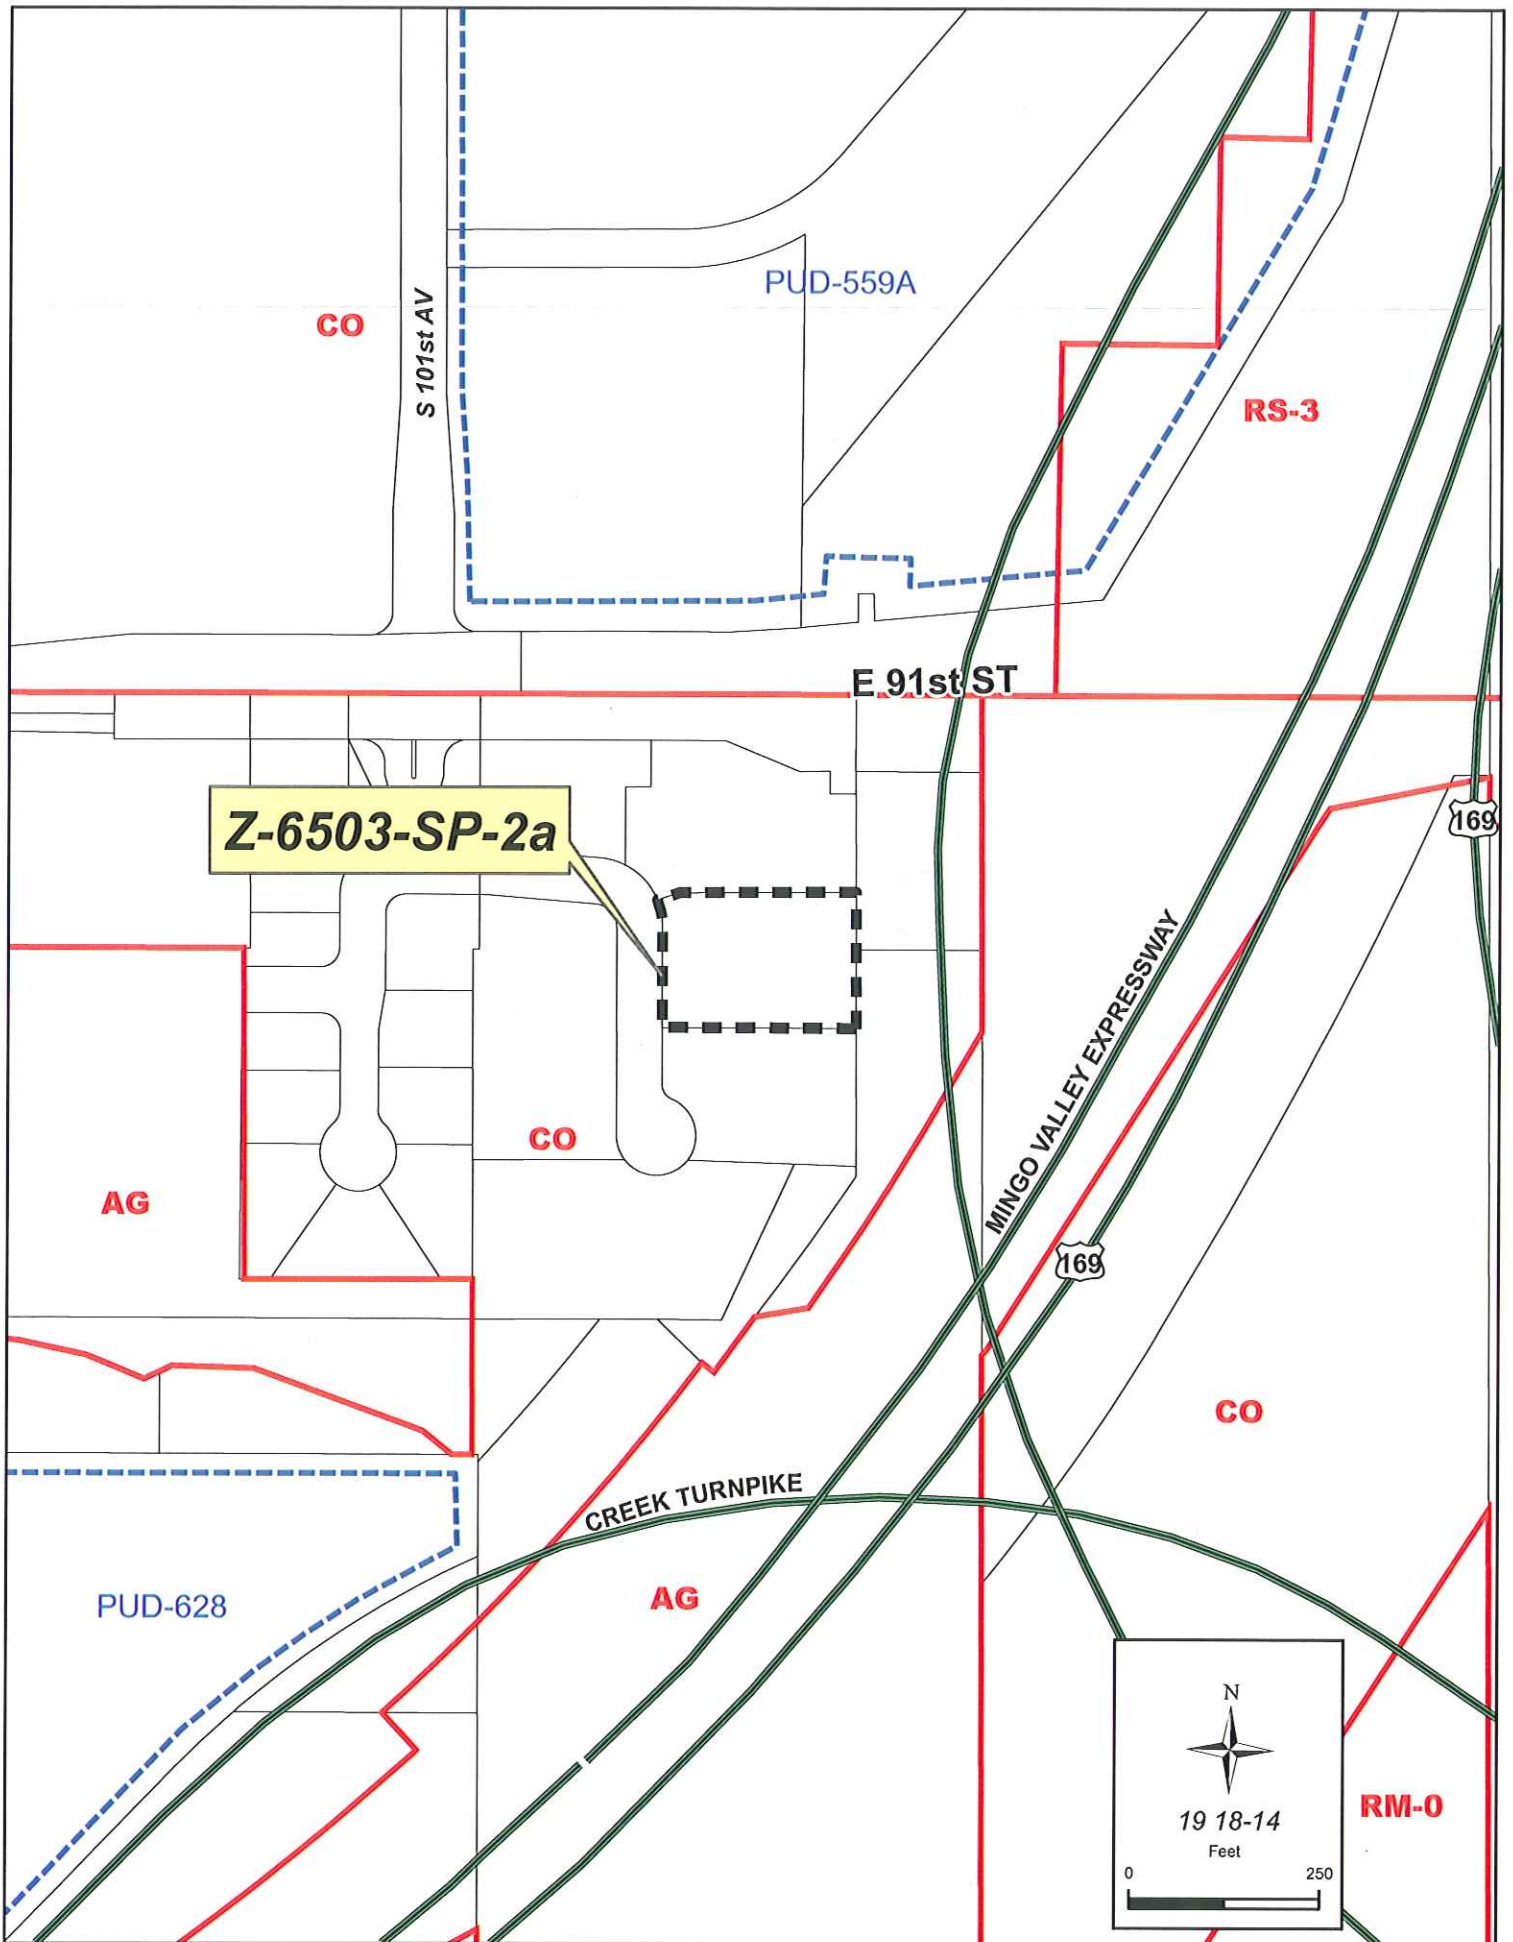 PUD-559A
CO
S 101st AV
RS-3
E 91st ST
Z-6503-SP-2a
169
MINGO VALLEY EXPRESSWAY
CO
AG
169
CO
CREEK TURNPIKE
AG
PUD-628
N
19 18-14
Feet
0 250
RM-0